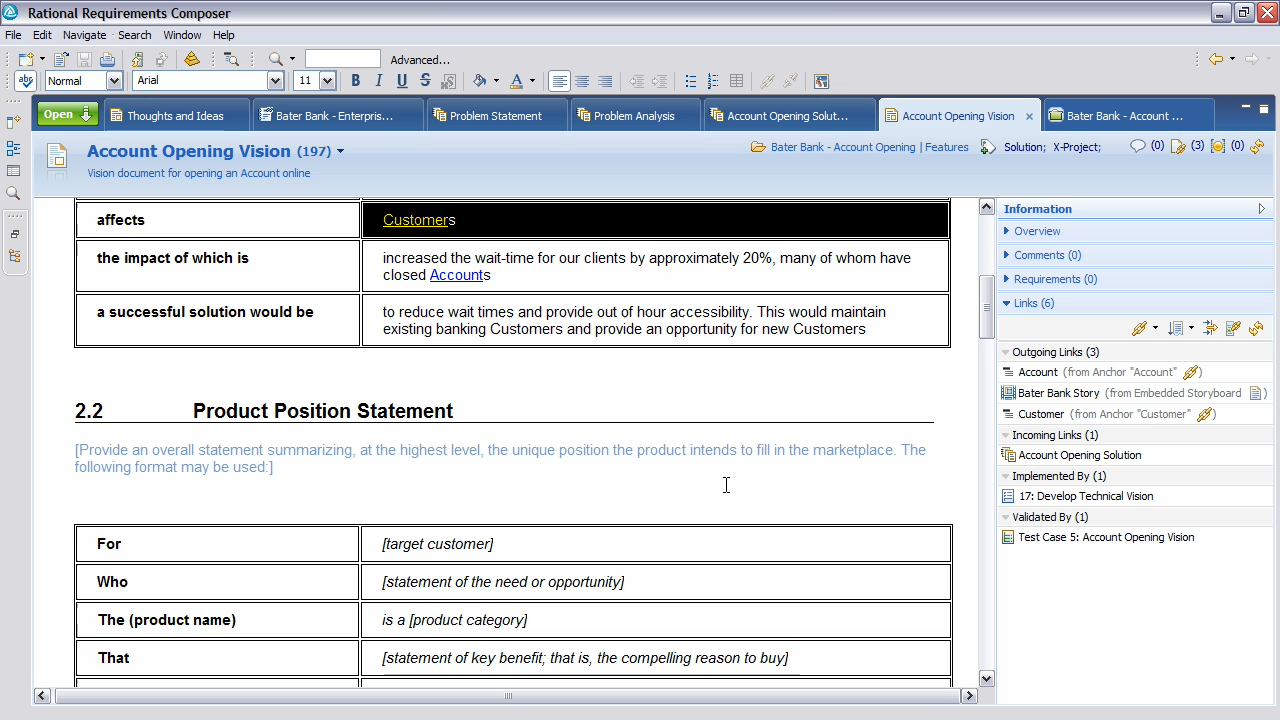 Rational Requirements Composer
File Edit Navigate Search Window Help
Advanced...
Normal Arial 11 B I U S A
Open Thoughts and Ideas Bater Bank - Enterpris... Problem Statement Problem Analysis Account Opening Solut... Account Opening Vision Bater Bank - Account ...
Account Opening Vision (197)
Vision document for opening an Account online
Bater Bank - Account Opening | Features Solution; X-Project; (0) (3) (0)
affects Customers
the impact of which is increased the wait-time for our clients by approximately 20%, many of whom have
closed Accounts
a successful solution would be to reduce wait times and provide out of hour accessibility. This would maintain
existing banking Customers and provide an opportunity for new Customers
2.2 Product Position Statement
[Provide an overall statement summarizing, at the highest level, the unique position the product intends to fill in the marketplace. The
following format may be used:]
For [target customer]
Who [statement of the need or opportunity]
The (product name) is a [product category]
That [statement of key benefit; that is, the compelling reason to buy]
Information
Overview
Comments (0)
Requirements (0)
Links (6)
Outgoing Links (3)
Account (from Anchor "Account" )
Bater Bank Story (from Embedded Storyboard )
Customer (from Anchor "Customer" )
Incoming Links (1)
Account Opening Solution
Implemented By (1)
17: Develop Technical Vision
Validated By (1)
Test Case 5: Account Opening Vision